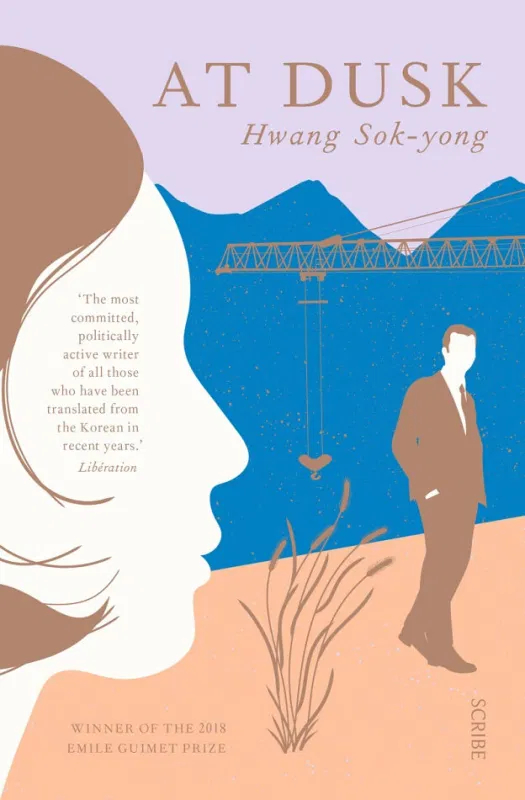 AT DUSK
Hwang Sok-yong
‘The most
committed,
politically
active writer
of all those
who have been
translated from
the Korean in
recent years.’
Libération
WINNER OF THE 2018
EMILE GUIMET PRIZE
SCRIBE